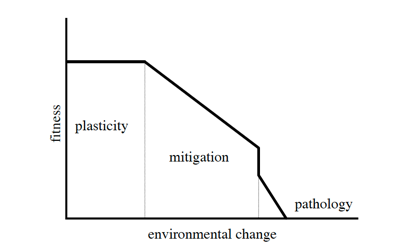 plasticity
mitigation
pathology
fitness
environmental change